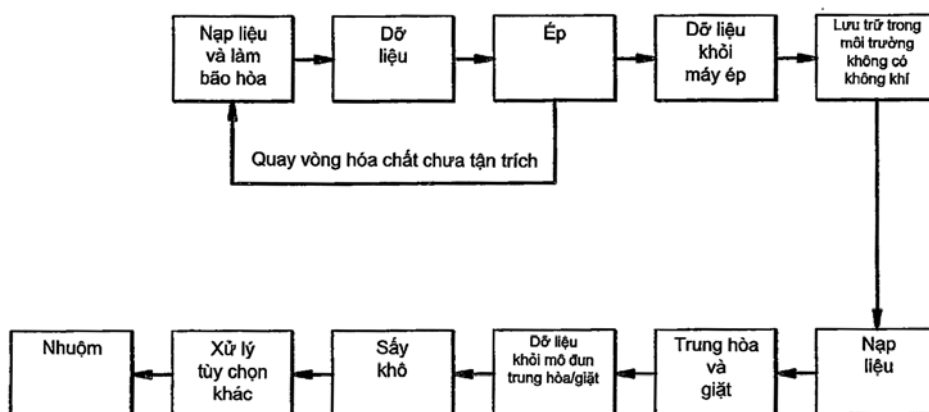 Nạp liệu
và làm
bão hòa
Dỡ
liệu
Ép
Dỡ liệu
khỏi
máy ép
Lưu trữ trong
môi trường
không có
không khí
Quay vòng hóa chất chưa tận trích
Nhuộm
Xử lý
tùy chọn
khác
Sấy
khô
Dỡ liệu
khỏi mô đun
trung hòa/giặt
Trung hòa
và
giặt
Nạp
liệu